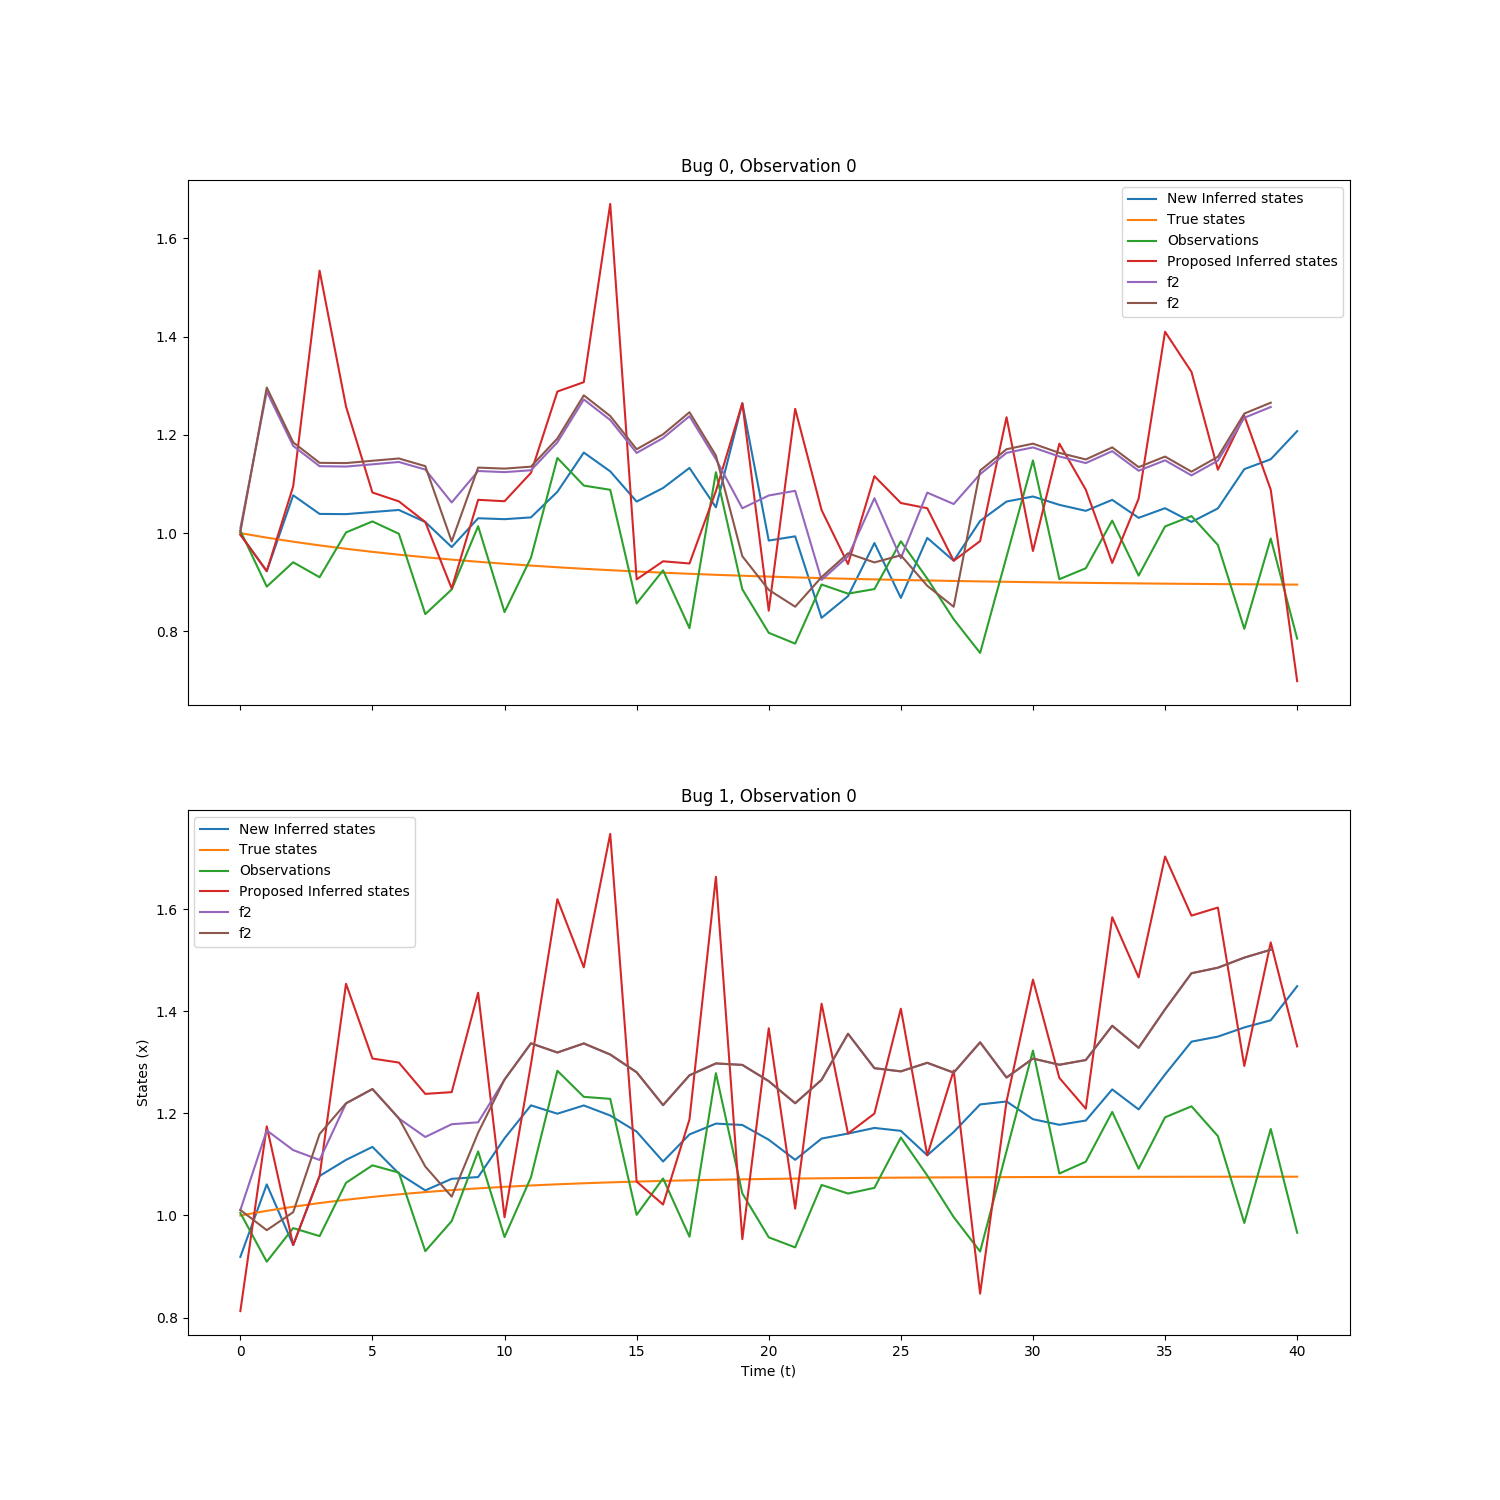 Bug 0, Observation 0
New Inferred states
True states
Observations
Proposed Inferred states
f2
f2
1.6
1.4
1.2
1.0
0.8
Bug 1, Observation 0
New Inferred states
True states
Observations
Proposed Inferred states
f2
f2
1.6
1.4
1.2
1.0
0.8
States (x)
0 5 10 15 20 25 30 35 40
Time (t)